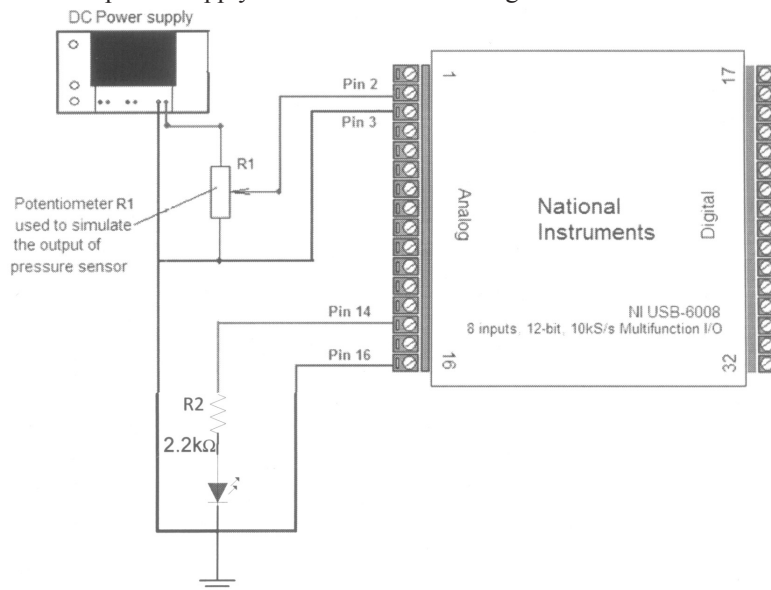 DC Power supply
Pin 2
Pin 3
R1
Potentiometer R1
used to simulate
the output of
pressure sensor
1
17
Analog
National
Instruments
Digital
NI USB-6008
8 inputs, 12-bit, 10kS/s Multifunction I/O
Pin 14
Pin 16
16
32
R2
2.2kΩ